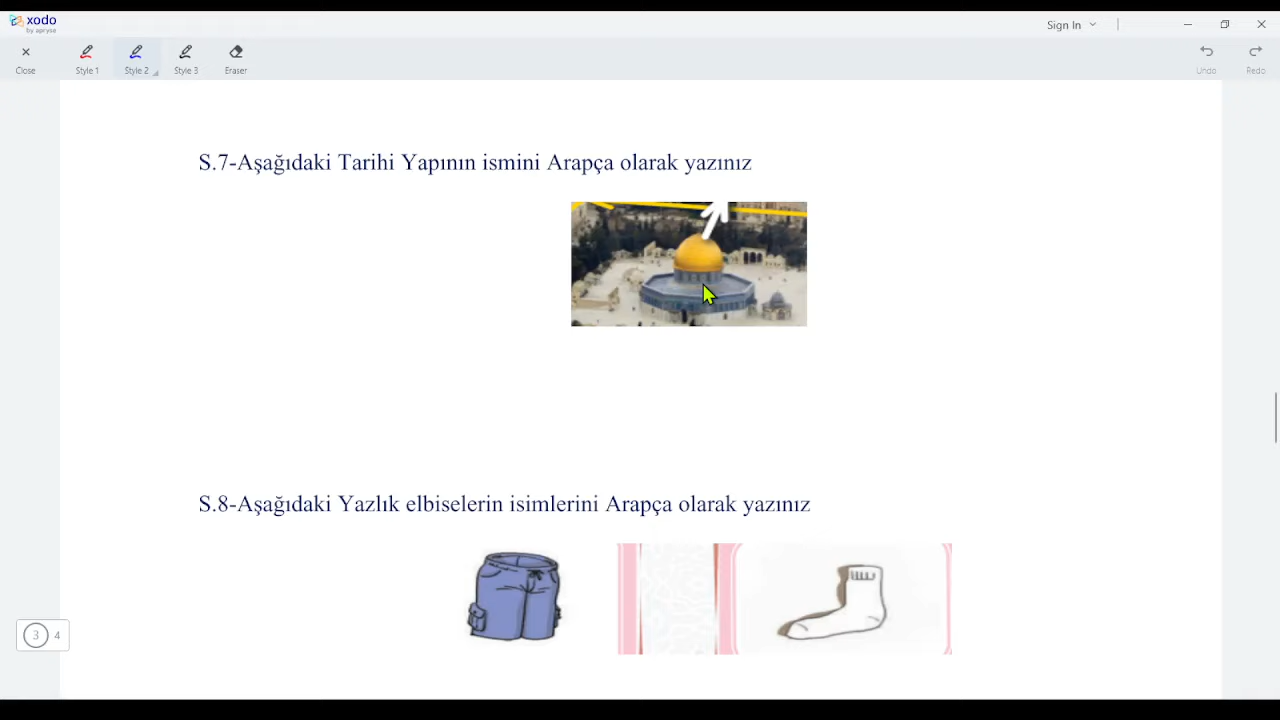 xodo
by apryse
Sign In
Close
Style 1
Style 2
Style 3
Eraser
Undo
Redo
S.7-Aşağıdaki Tarihi Yapının ismini Arapça olarak yazınız
S.8-Aşağıdaki Yazlık elbiselerin isimlerini Arapça olarak yazınız
3 4